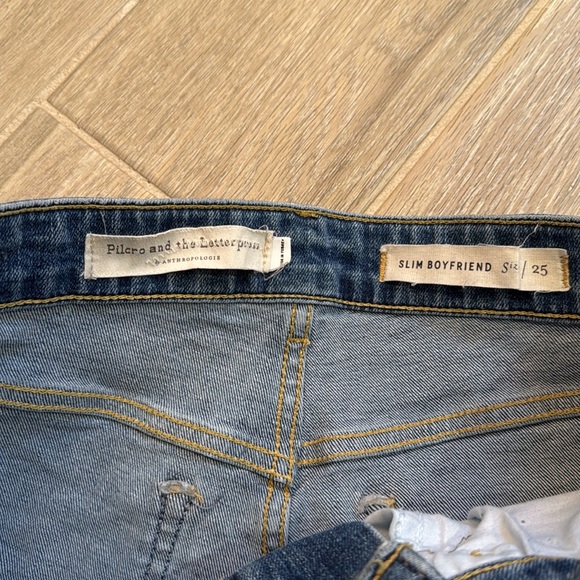 Pilcro and the Letterpress
ANTHROPOLOGIE
SLIM BOYFRIEND Siz / 25